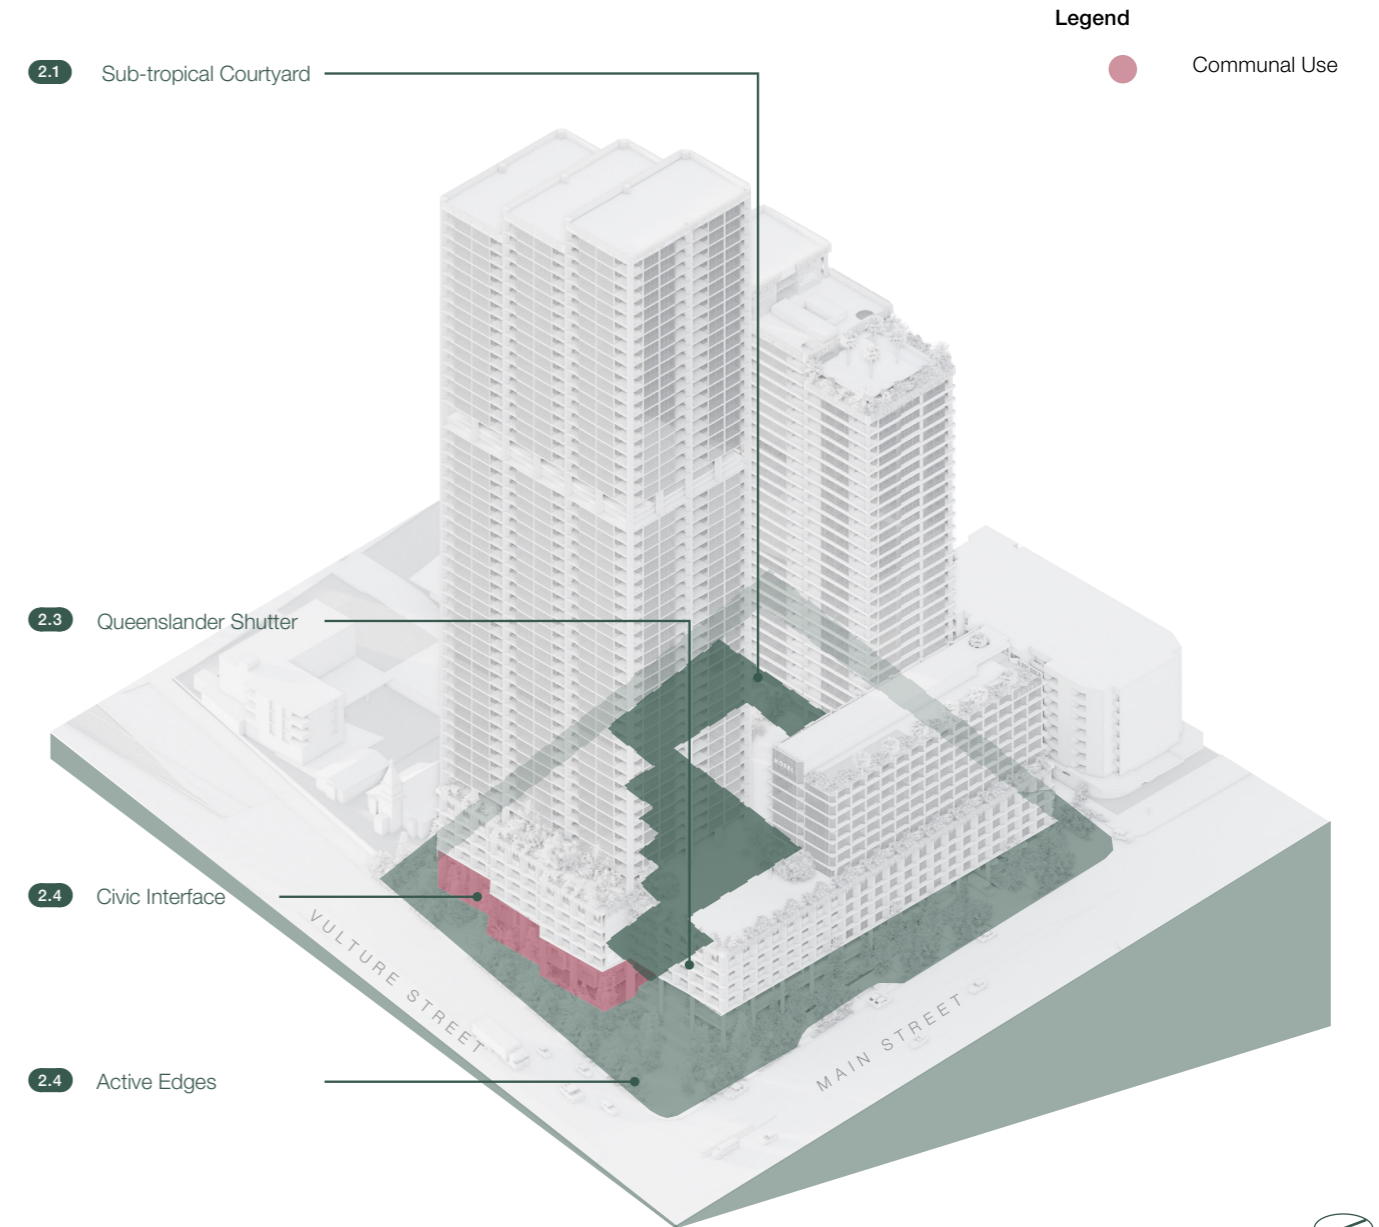 Legend
Communal Use
2.1 Sub-tropical Courtyard
2.3 Queenslander Shutter
2.4 Civic Interface
2.4 Active Edges
VULTURE STREET
MAIN STREET
HOTEL